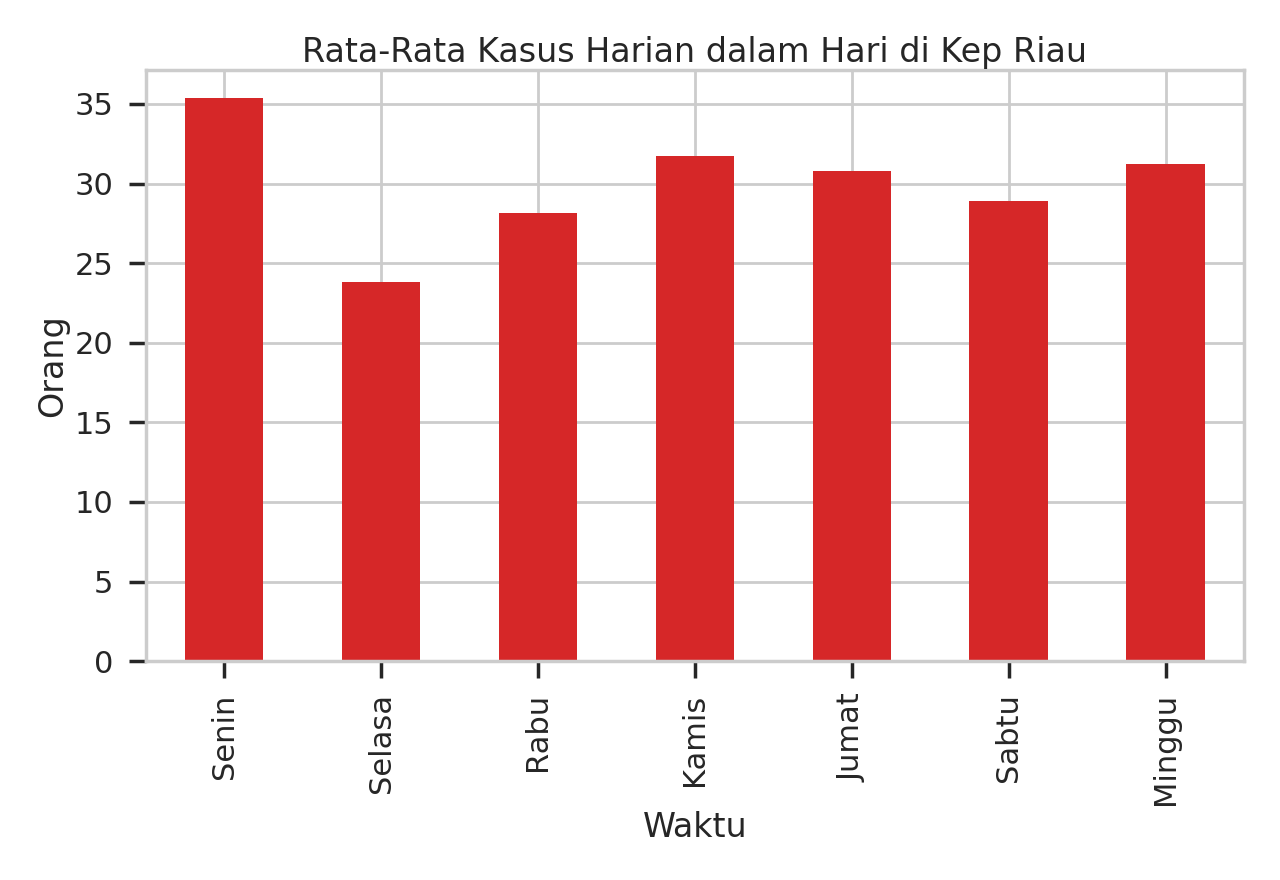 Rata-Rata Kasus Harian dalam Hari di Kep Riau
35
30
25
20
15
10
5
0
Orang
Senin
Selasa
Rabu
Kamis
Jumat
Sabtu
Minggu
Waktu